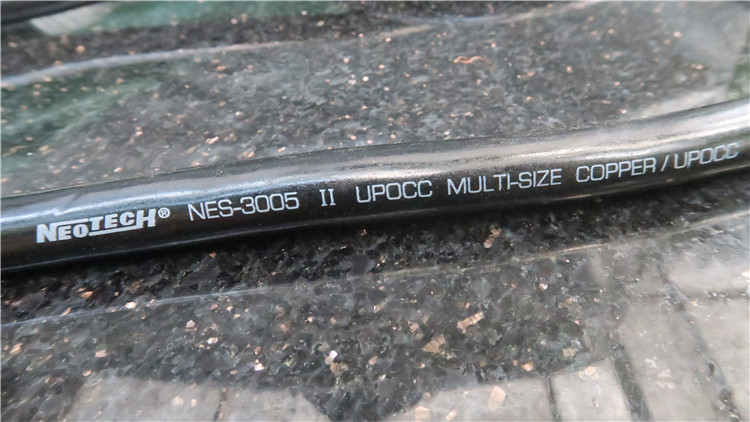 NEOTECH® NES-3005 II UPOCC MULTI-SIZE COPPER / UPOCC